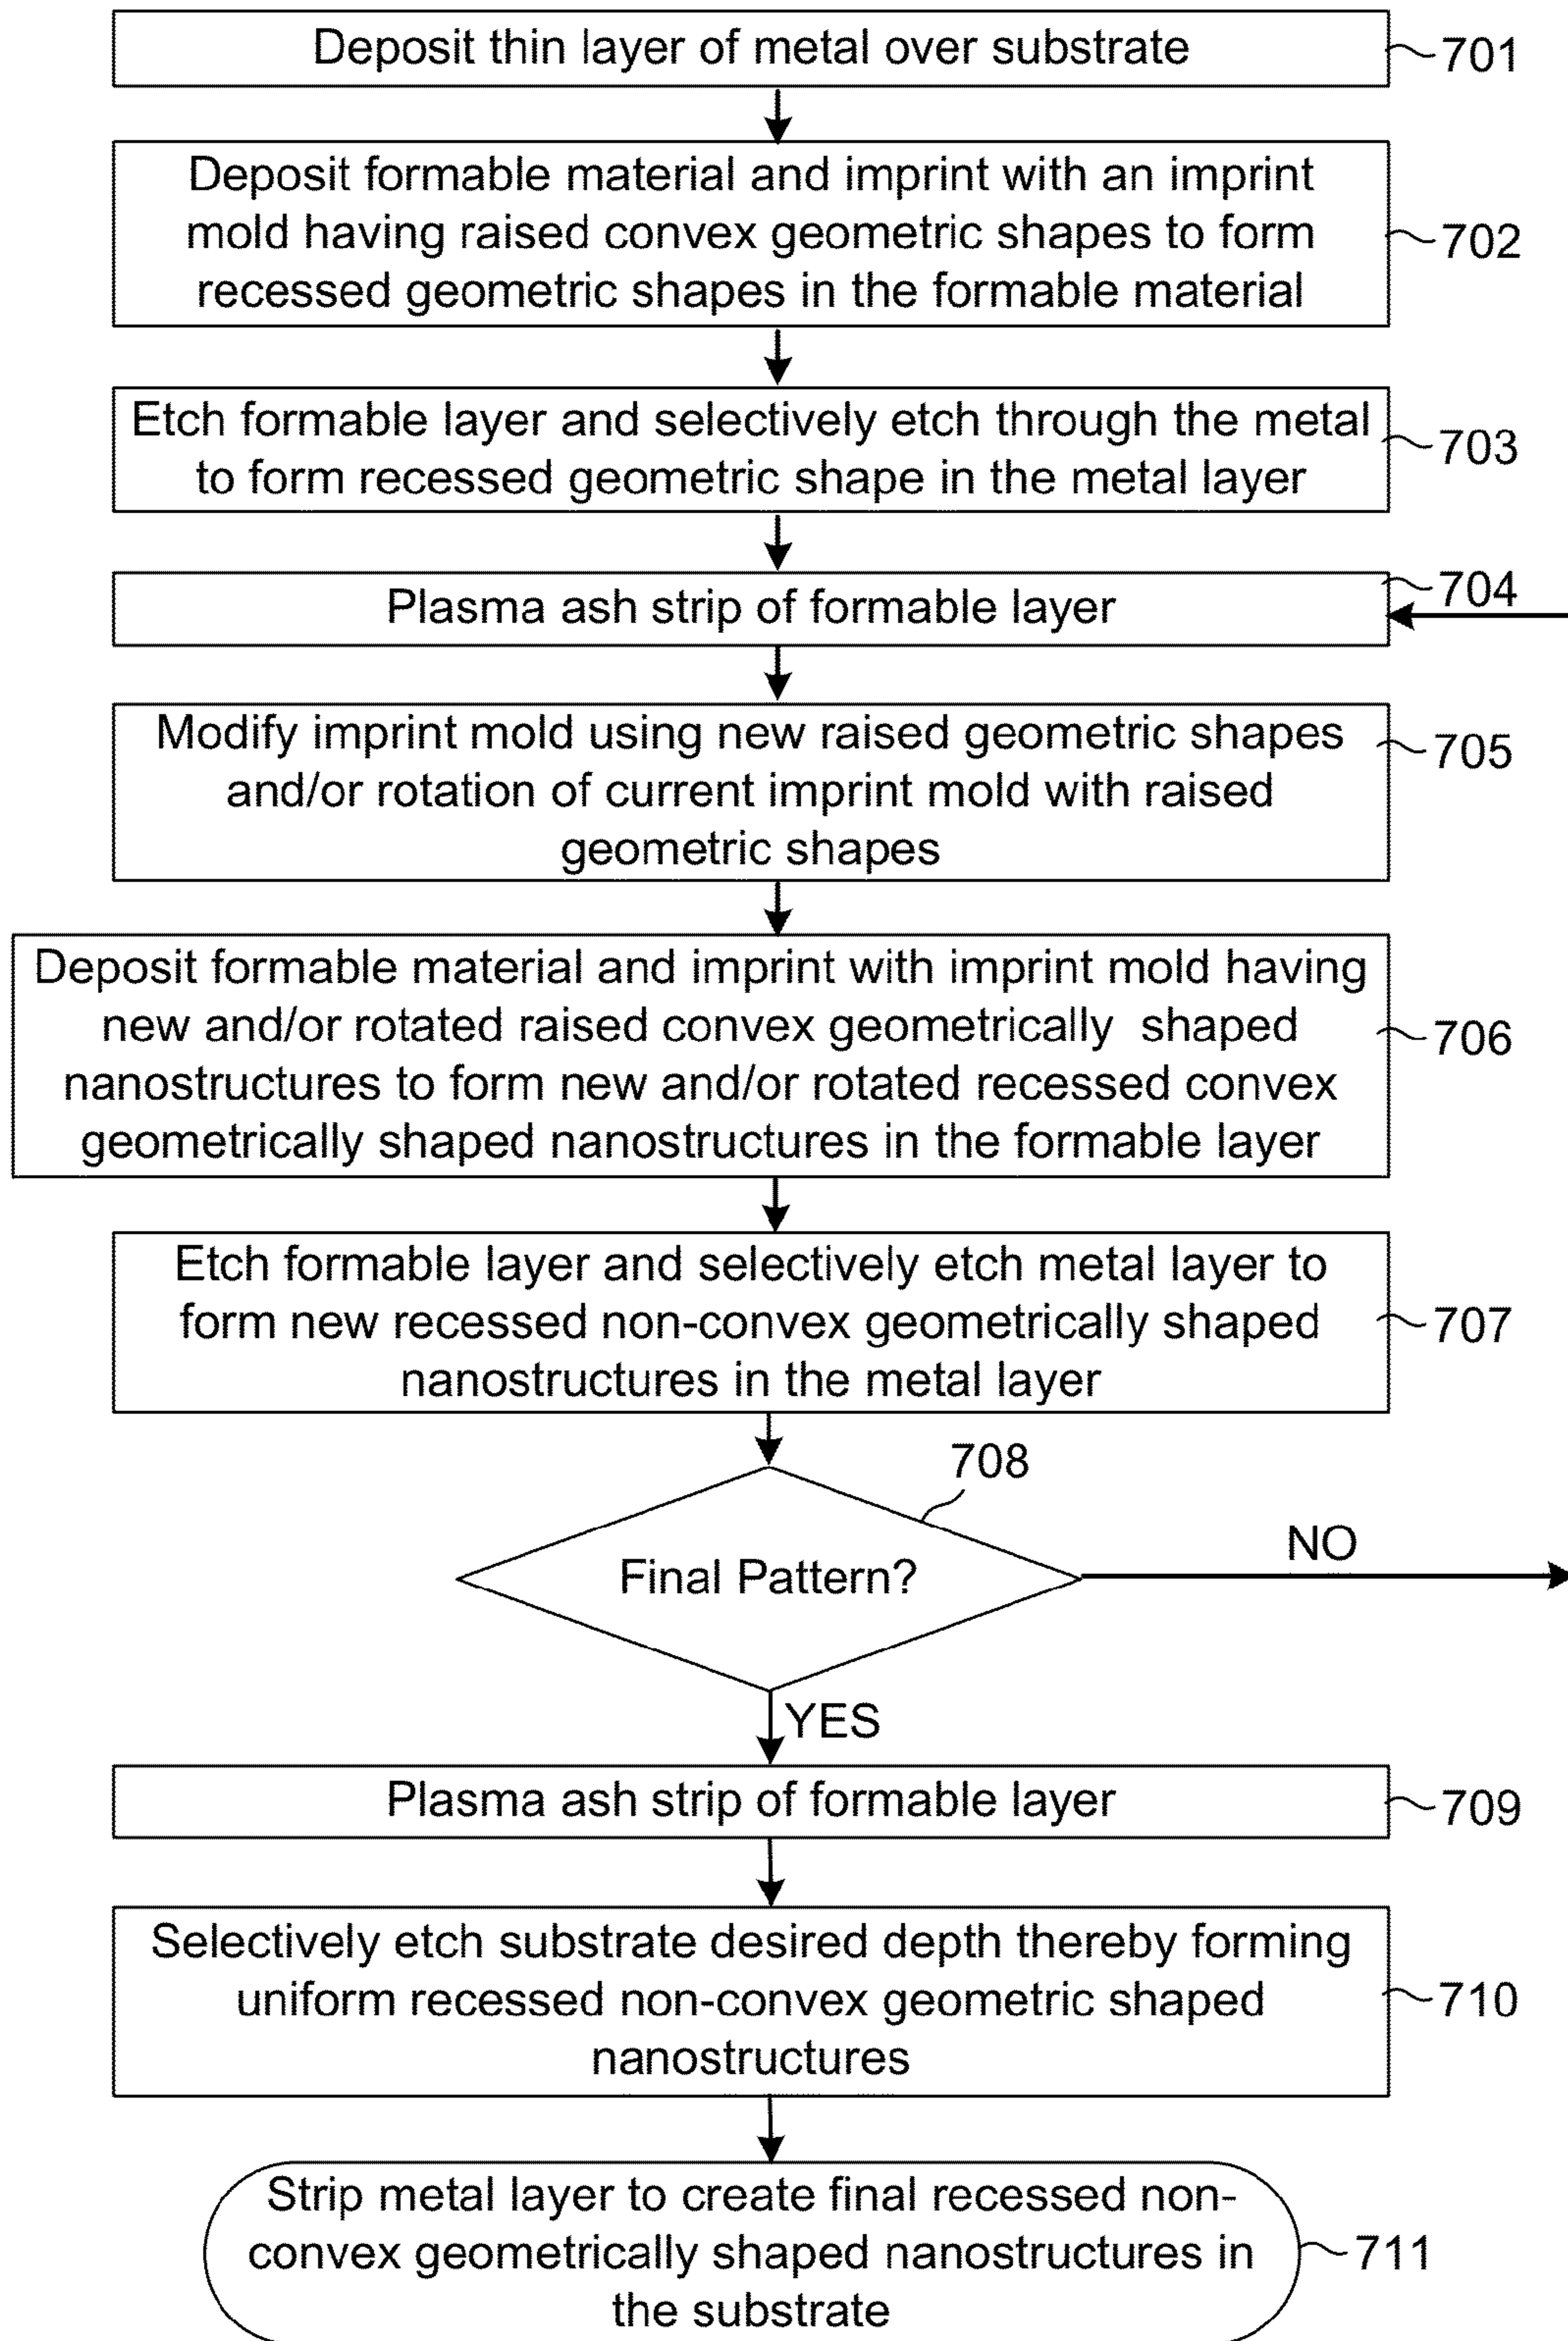 Deposit thin layer of metal over substrate
701
Deposit formable material and imprint with an imprint
mold having raised convex geometric shapes to form
recessed geometric shapes in the formable material
702
Etch formable layer and selectively etch through the metal
to form recessed geometric shape in the metal layer
703
Plasma ash strip of formable layer
704
Modify imprint mold using new raised geometric shapes
and/or rotation of current imprint mold with raised
geometric shapes
705
Deposit formable material and imprint with imprint mold having
new and/or rotated raised convex geometrically shaped
nanostructures to form new and/or rotated recessed convex
geometrically shaped nanostructures in the formable layer
706
Etch formable layer and selectively etch metal layer to
form new recessed non-convex geometrically shaped
nanostructures in the metal layer
707
708
Final Pattern?
NO
YES
Plasma ash strip of formable layer
709
Selectively etch substrate desired depth thereby forming
uniform recessed non-convex geometric shaped
nanostructures
710
Strip metal layer to create final recessed non-
convex geometrically shaped nanostructures in
the substrate
711